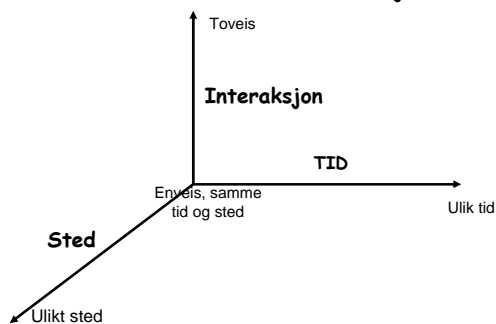 Toveis
Interaksjon
TID
Enveis, samme
tid og sted
Ulik tid
Sted
Ulikt sted